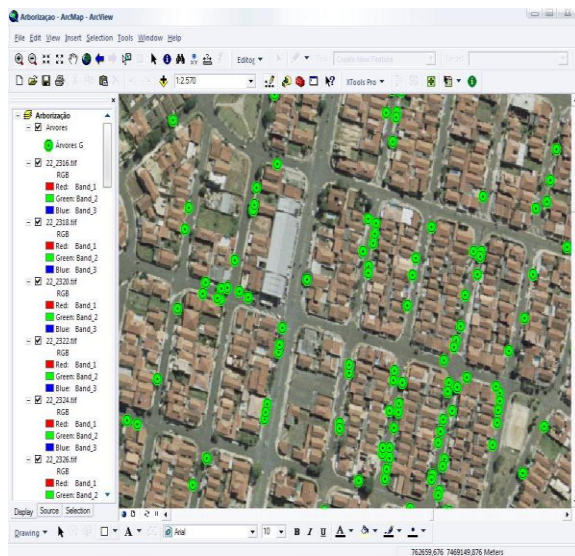 Arborizaçao - ArcMap - ArcView
File Edit View Insert Selection Tools Window Help
Editor Task: Create New Feature Target:
1:2.570 XTools Pro
Arborização
Arvores
Árvores G
22_2316.tif
RGB
Red: Band_1
Green: Band_2
Blue: Band_3
22_2318.tif
RGB
Red: Band_1
Green: Band_2
Blue: Band_3
22_2320.tif
RGB
Red: Band_1
Green: Band_2
Blue: Band_3
22_2322.tif
RGB
Red: Band_1
Green: Band_2
Blue: Band_3
22_2324.tif
RGB
Red: Band_1
Green: Band_2
Blue: Band_3
22_2326.tif
RGB
Red: Band_1
Green: Band_2
Display Source Selection
Drawing A Arial 10 B I U A
762659,676 7469149,876 Meters